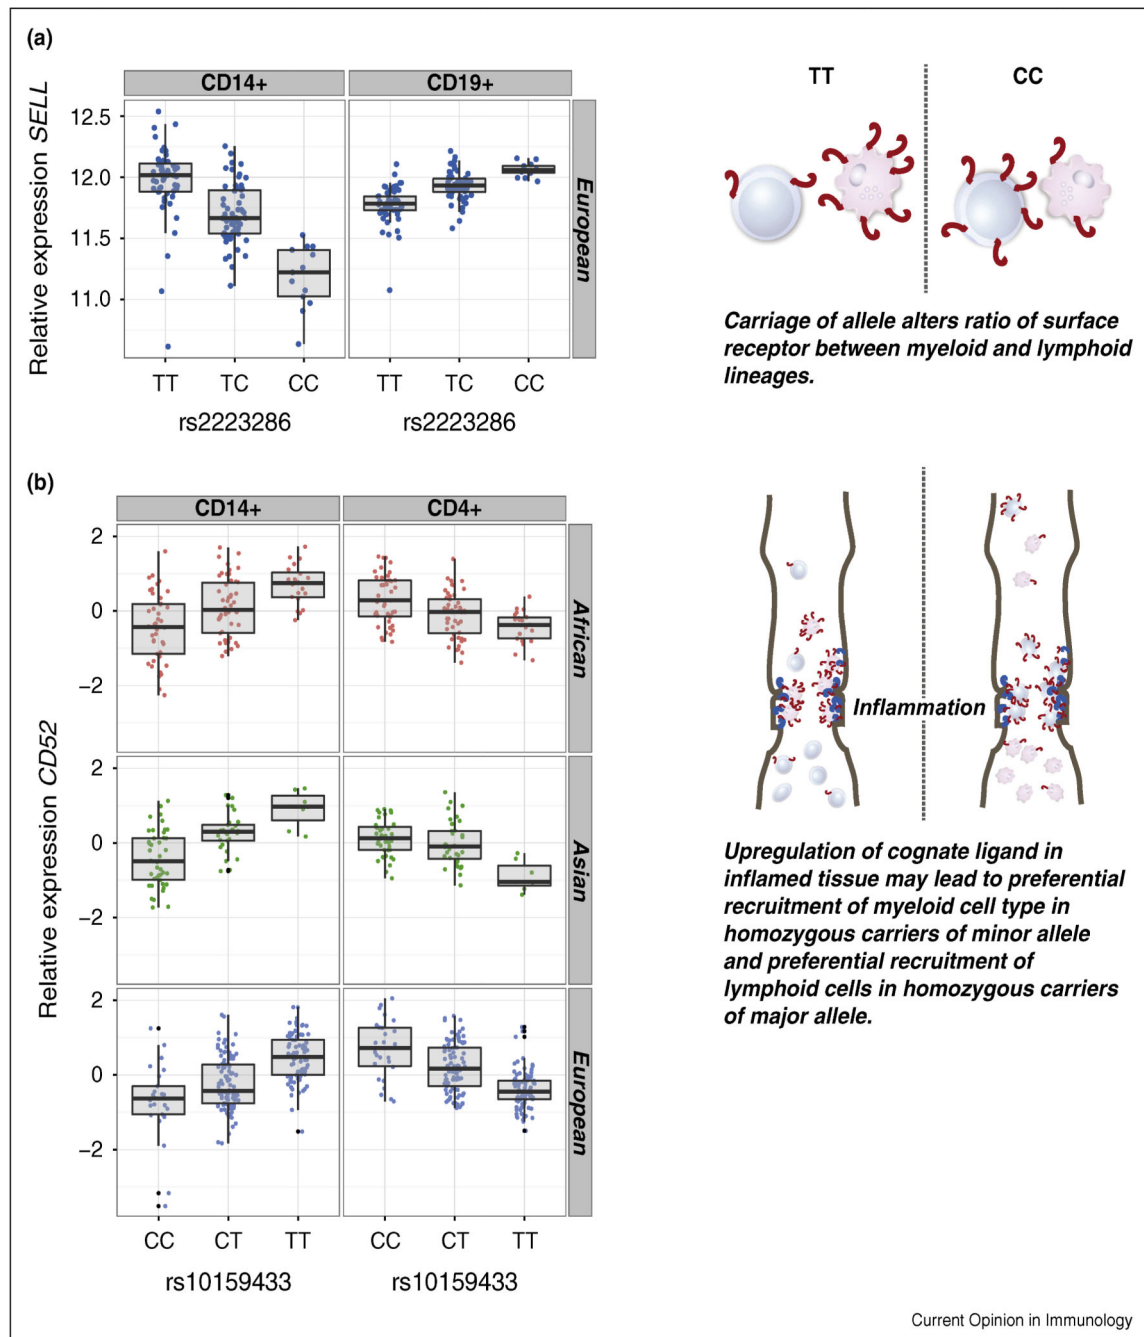 (a)
CD14+ CD19+
Relative expression SELL
12.5
12.0
11.5
11.0
European
TT TC CC TT TC CC
rs2223286 rs2223286
TT CC
Carriage of allele alters ratio of surface
receptor between myeloid and lymphoid
lineages.
(b)
CD14+ CD4+
Relative expression CD52
2
0
−2
African
2
0
−2
Asian
2
0
−2
European
CC CT TT CC CT TT
rs10159433 rs10159433
Inflammation
Upregulation of cognate ligand in
inflamed tissue may lead to preferential
recruitment of myeloid cell type in
homozygous carriers of minor allele
and preferential recruitment of
lymphoid cells in homozygous carriers
of major allele.
Current Opinion in Immunology